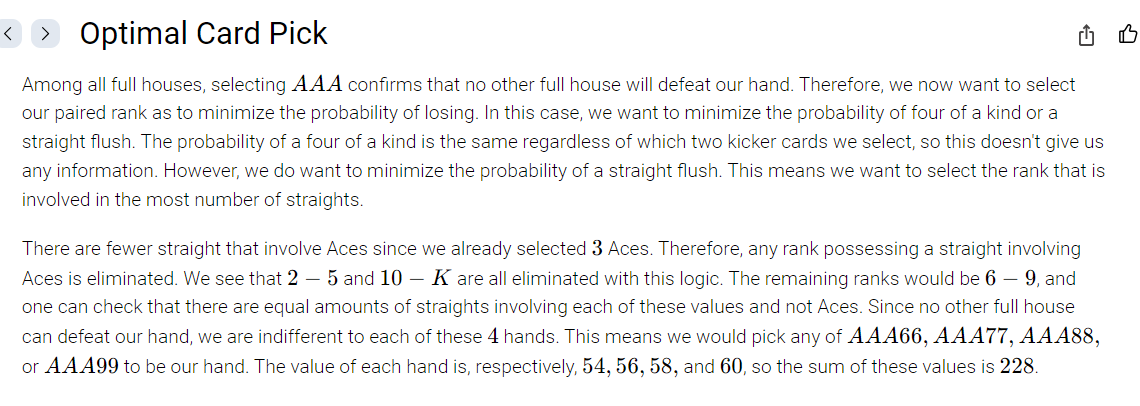 Optimal Card Pick
Among all full houses, selecting AAA confirms that no other full house will defeat our hand. Therefore, we now want to select
our paired rank as to minimize the probability of losing. In this case, we want to minimize the probability of four of a kind or a
straight flush. The probability of a four of a kind is the same regardless of which two kicker cards we select, so this doesn't give us
any information. However, we do want to minimize the probability of a straight flush. This means we want to select the rank that is
involved in the most number of straights.
There are fewer straight that involve Aces since we already selected 3 Aces. Therefore, any rank possessing a straight involving
Aces is eliminated. We see that 2 − 5 and 10 − K are all eliminated with this logic. The remaining ranks would be 6 − 9, and
one can check that there are equal amounts of straights involving each of these values and not Aces. Since no other full house
can defeat our hand, we are indifferent to each of these 4 hands. This means we would pick any of AAA66, AAA77, AAA88,
or AAA99 to be our hand. The value of each hand is, respectively, 54, 56, 58, and 60, so the sum of these values is 228.